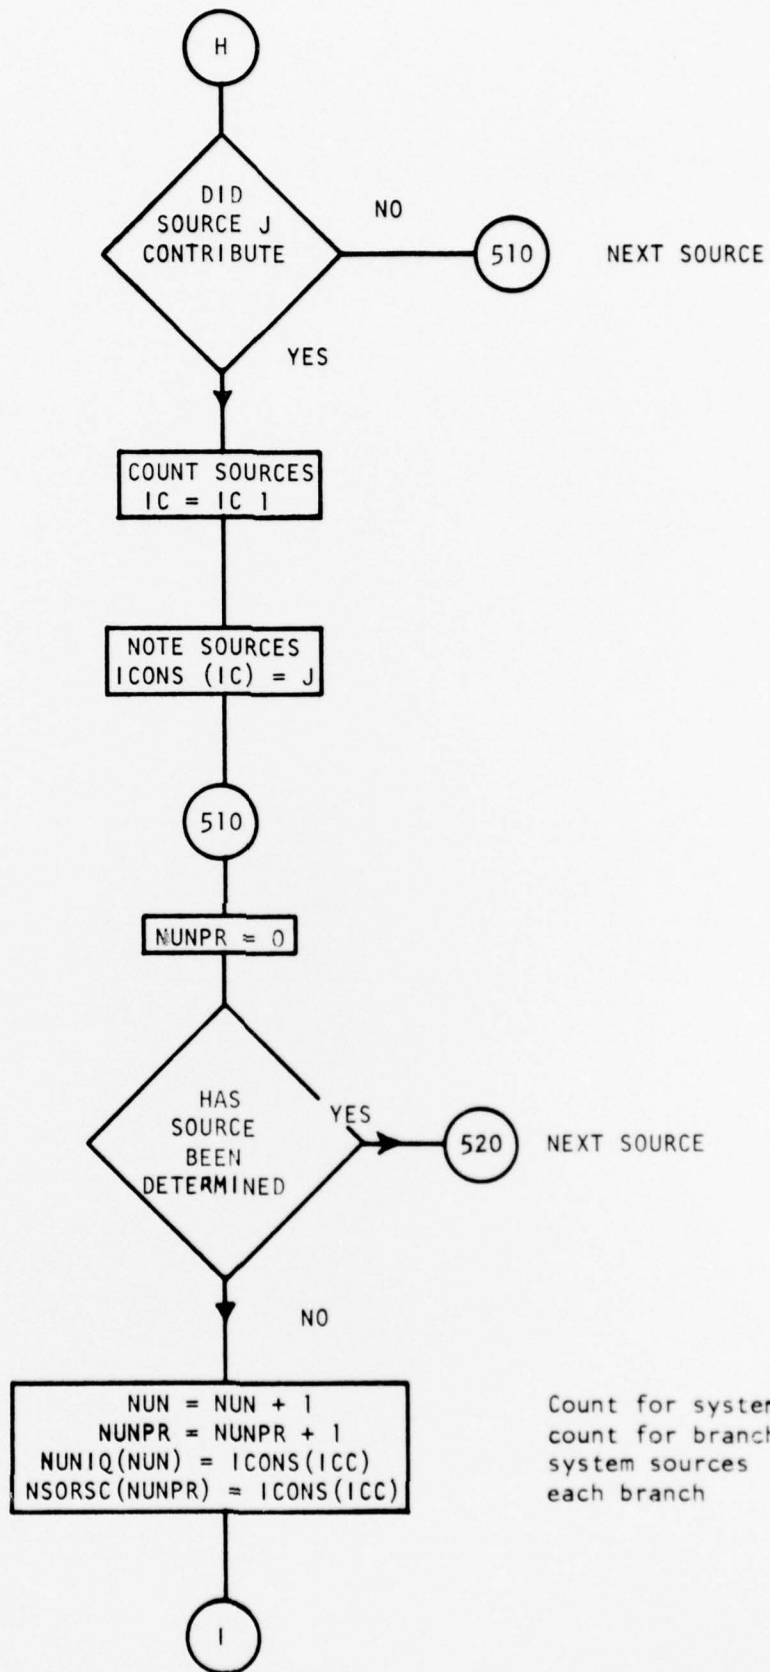 H
DID
SOURCE J
CONTRIBUTE
NO
510
NEXT SOURCE
YES
COUNT SOURCES
IC = IC 1
NOTE SOURCES
ICONS (IC) = J
510
NUNPR = 0
HAS
SOURCE
BEEN
DETERMINED
YES
520
NEXT SOURCE
NO
NUN = NUN + 1
NUNPR = NUNPR + 1
NUNIQ(NUN) = ICONS(ICC)
NSORSC(NUNPR) = ICONS(ICC)
Count for system
count for branch
system sources
each branch
I